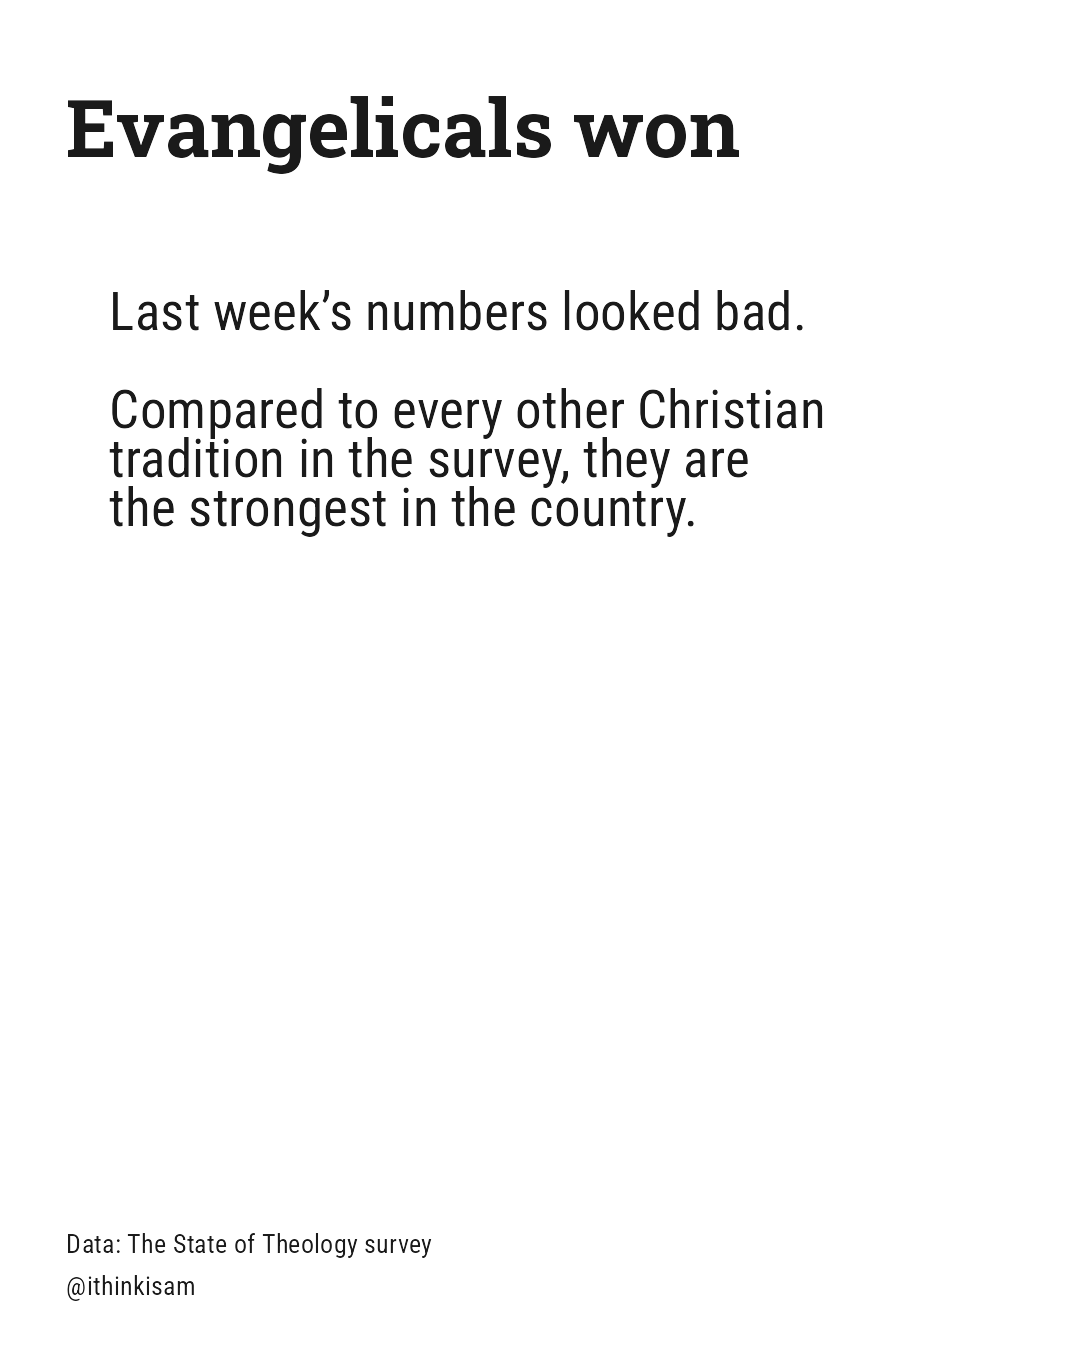 Evangelicals won
Last week’s numbers looked bad.
Compared to every other Christian
tradition in the survey, they are
the strongest in the country.
Data: The State of Theology survey
@ithinkisam